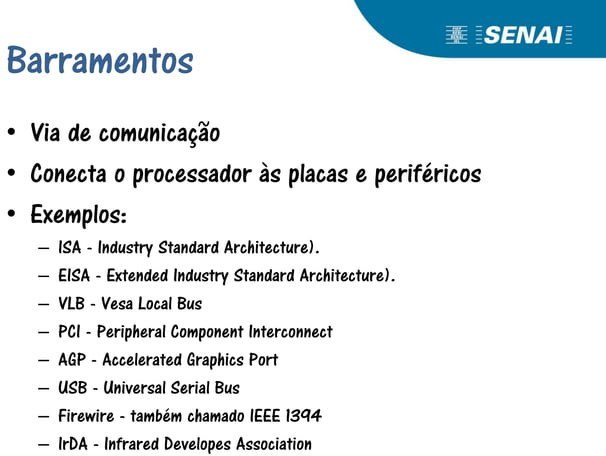 SENAI
Barramentos
• Via de comunicação
• Conecta o processador às placas e periféricos
• Exemplos:
– ISA - Industry Standard Architecture).
– EISA - Extended Industry Standard Architecture).
– VLB - Vesa Local Bus
– PCI - Peripheral Component Interconnect
– AGP - Accelerated Graphics Port
– USB - Universal Serial Bus
– Firewire - também chamado IEEE 1394
– IrDA - Infrared Developes Association